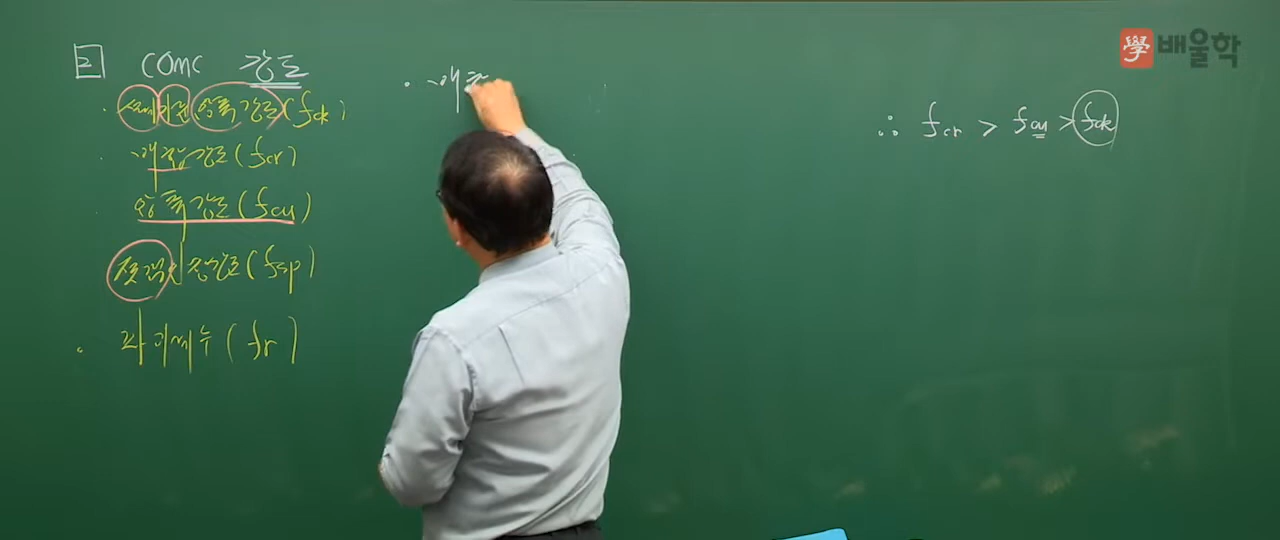 2 CONC 강도
· 설계기준 압축강도 (fck)
· 배합강도 (fcr)
· 압축강도 (fcu)
쪼갬인장강도 (fsp)
· 파괴계수 (fr)
∴ fcr > fcu > fck
學 배울학